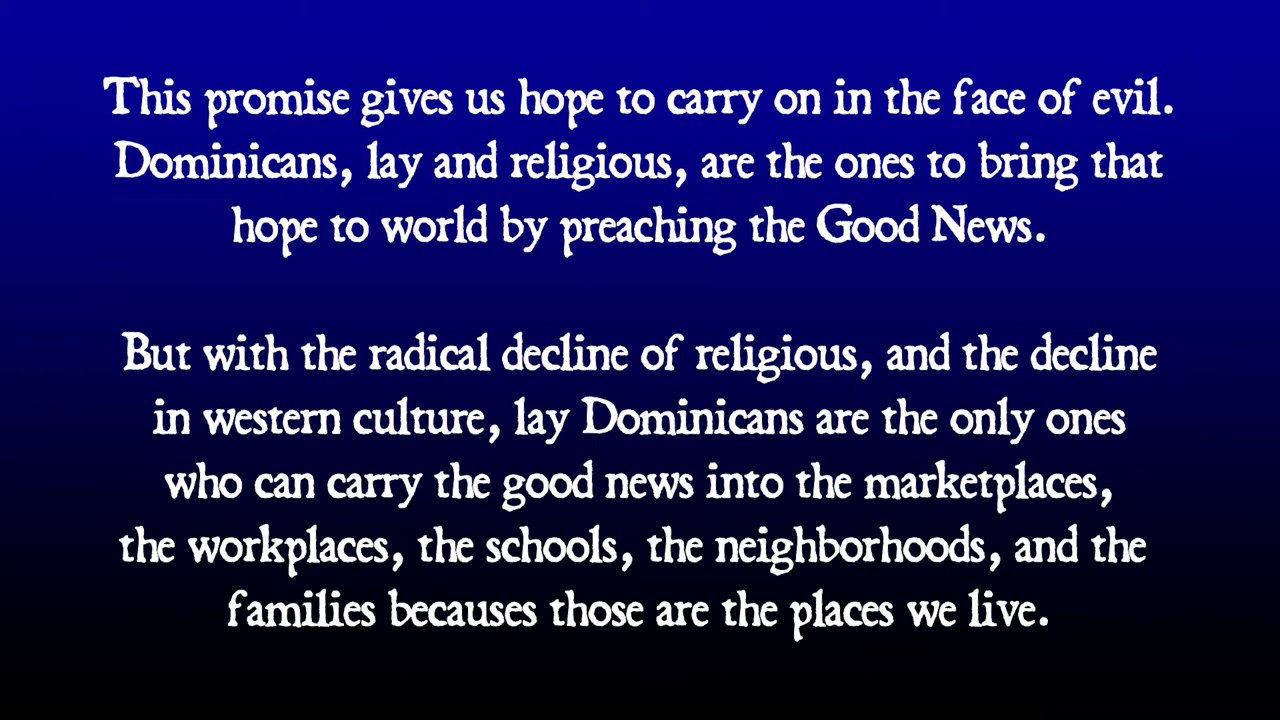 This promise gives us hope to carry on in the face of evil.
Dominicans, lay and religious, are the ones to bring that
hope to world by preaching the Good News.
But with the radical decline of religious, and the decline
in western culture, lay Dominicans are the only ones
who can carry the good news into the marketplaces,
the workplaces, the schools, the neighborhoods, and the
families becauses those are the places we live.